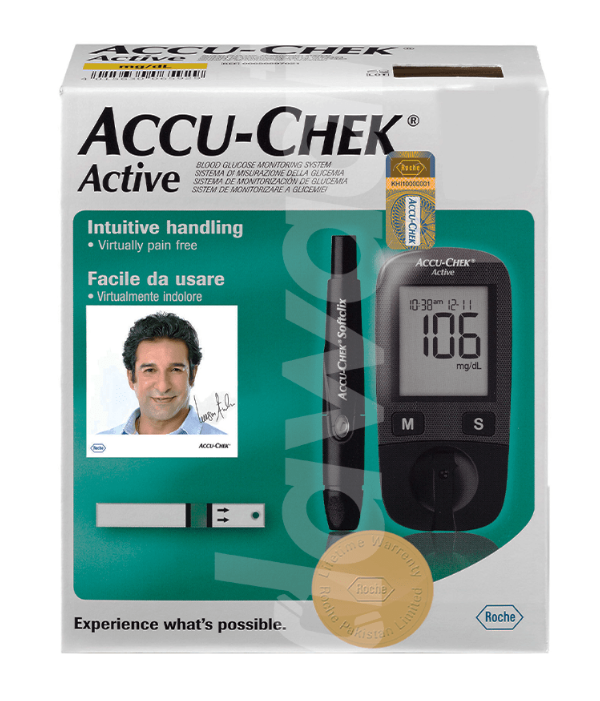 ACCU-CHEK®
Active
mg/dL
ACCU-CHEK®
Active
BLOOD GLUCOSE MONITORING SYSTEM
SISTEMA DI MISURAZIONE DELLA GLICEMIA
SISTEMA DE MONITORIZACIÓN DE GLUCEMIA
SISTEM DE MONITORIZARE A GLICEMIEI
Roche
KHI10000001
ACCU-CHEK
Intuitive handling
• Virtually pain free
Facile da usare
• Virtualmente indolore
ACCU-CHEK® Softclix
ACCU-CHEK®
Active
10:38am 12-11
106
mg/dL
M
S
Roche
ACCU-CHEK®
Lifetime Warranty
Roche
Roche Pakistan Limited
Experience what's possible.
Roche